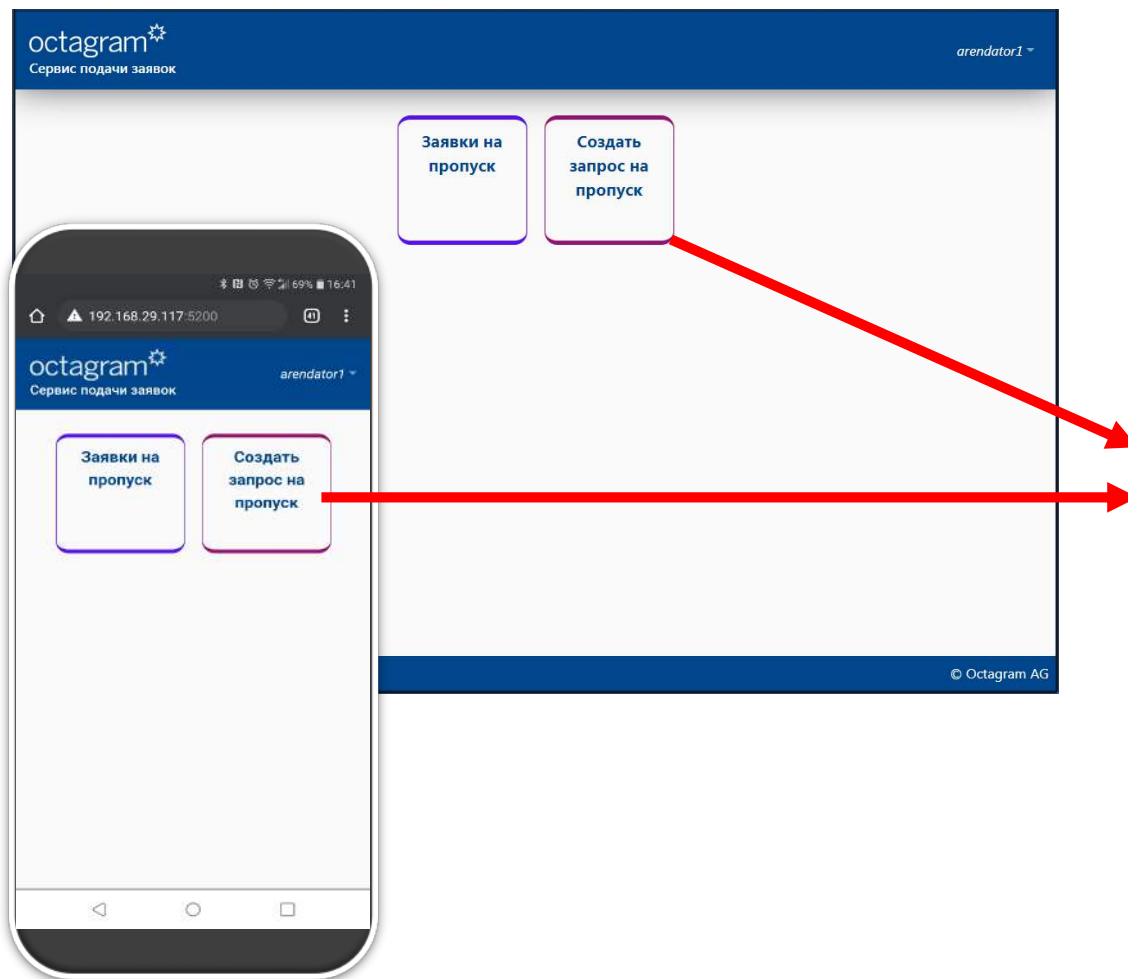 octagram
Сервис подачи заявок
arendator1
Заявки на
пропуск
Создать
запрос на
пропуск
69% 16:41
192.168.29.117:5200
41
octagram
Сервис подачи заявок
arendator1
Заявки на
пропуск
Создать
запрос на
пропуск
© Octagram AG